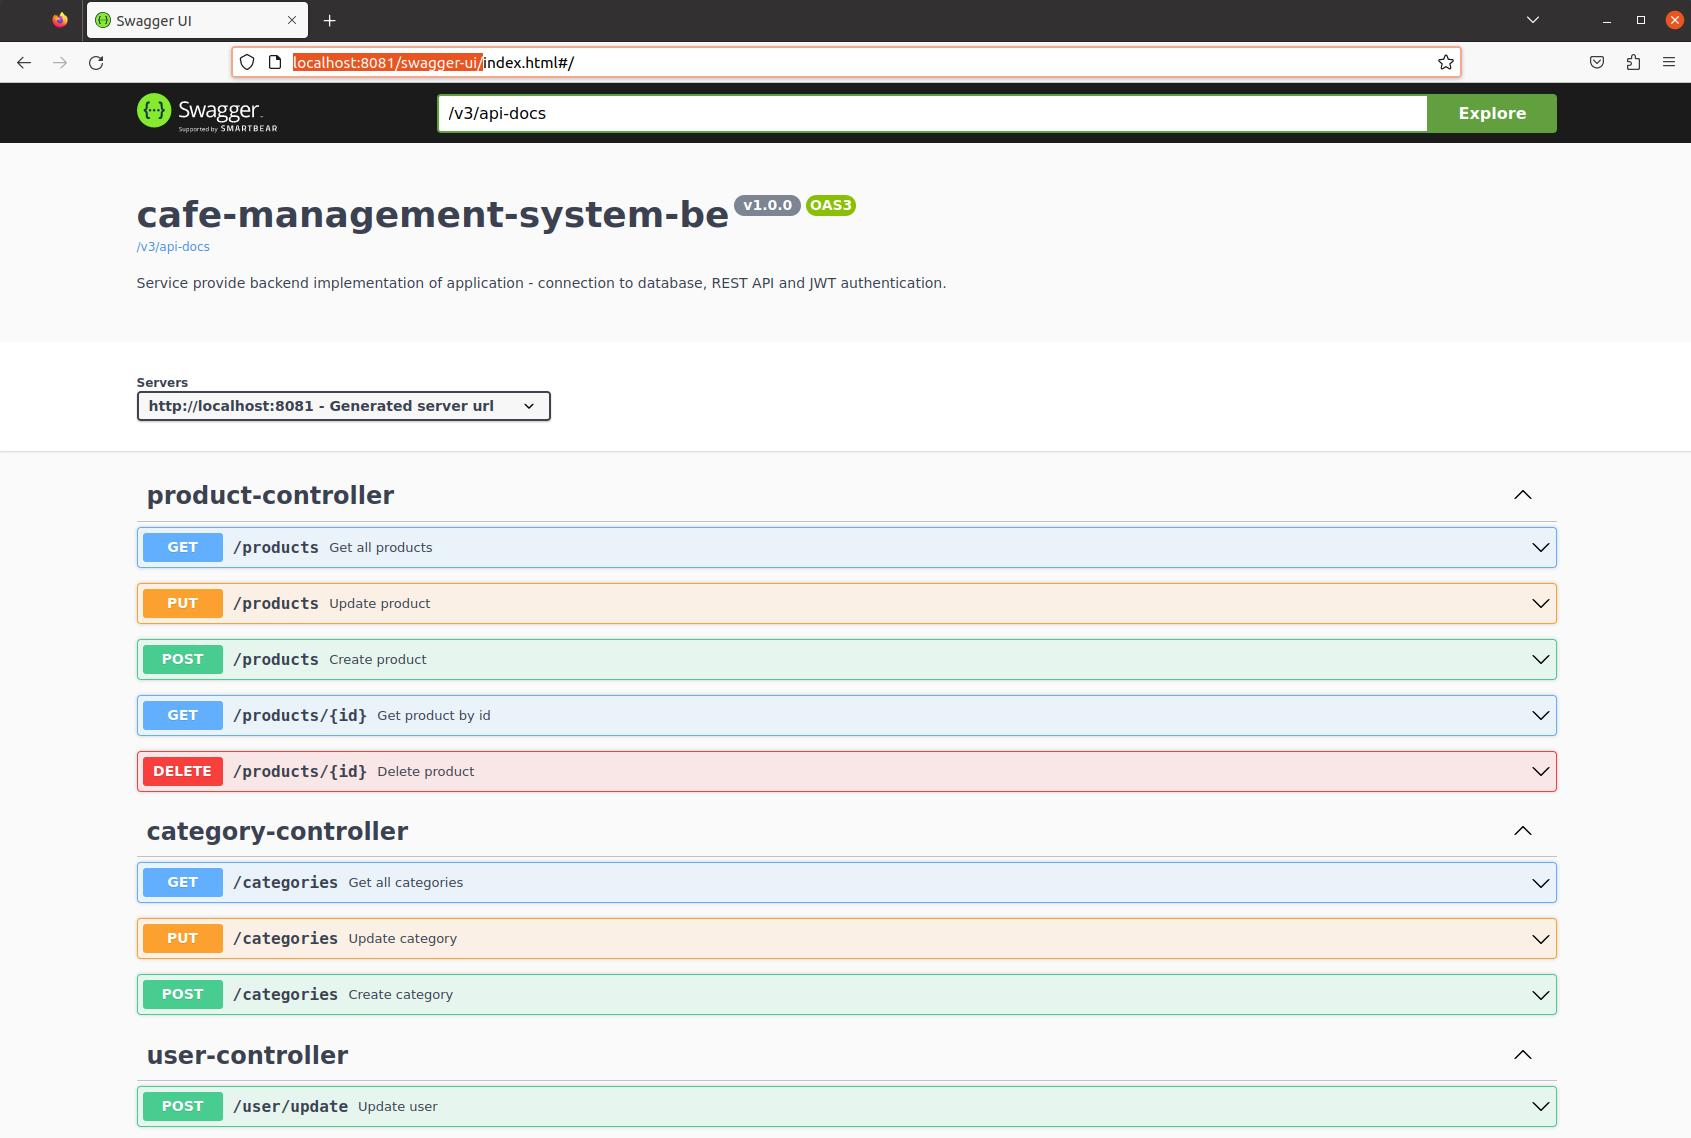 Swagger UI
localhost:8081/swagger-ui/index.html#/
{···} Swagger
Supported by SMARTBEAR
/v3/api-docs
Explore
cafe-management-system-be v1.0.0 OAS3
/v3/api-docs
Service provide backend implementation of application - connection to database, REST API and JWT authentication.
Servers
http://localhost:8081 - Generated server url
product-controller
GET /products Get all products
PUT /products Update product
POST /products Create product
GET /products/{id} Get product by id
DELETE /products/{id} Delete product
category-controller
GET /categories Get all categories
PUT /categories Update category
POST /categories Create category
user-controller
POST /user/update Update user